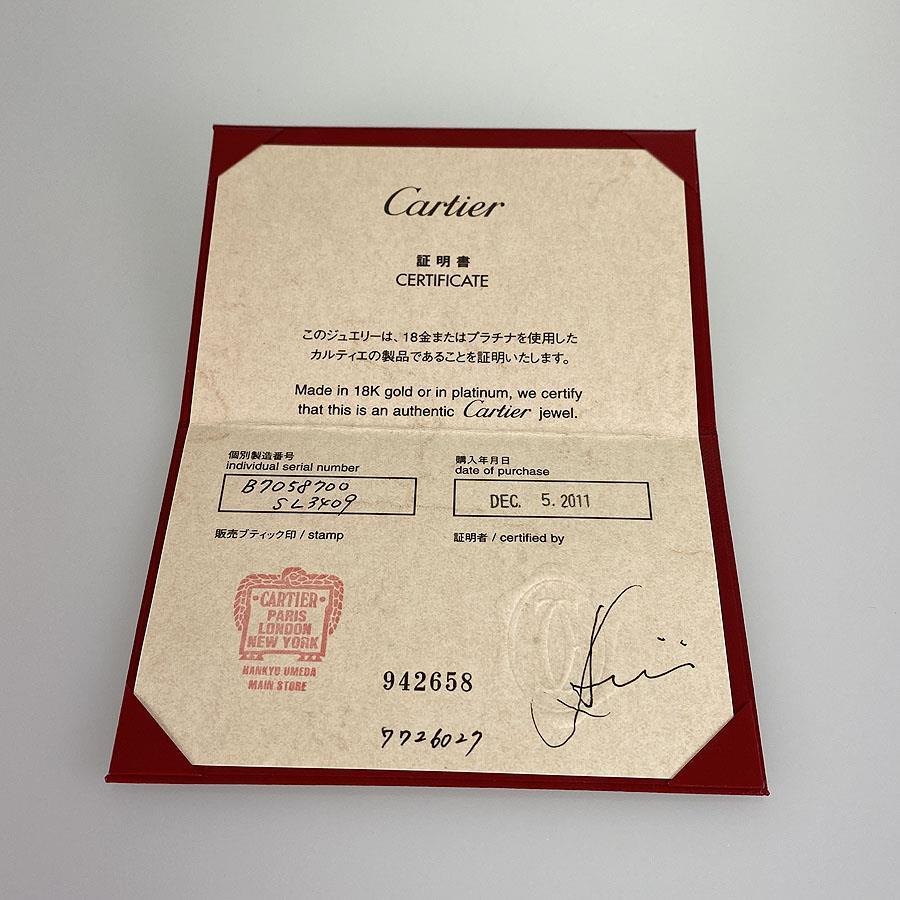 Cartier
証明書
CERTIFICATE
このジュエリーは、18金またはプラチナを使用した
カルティエの製品であることを証明いたします。
Made in 18K gold or in platinum, we certify
that this is an authentic Cartier jewel.
個別製造番号
individual serial number
B7058700
SL3409
購入年月日
date of purchase
DEC. 5. 2011
販売ブティック印 / stamp
証明者 / certified by
CARTIER
PARIS
LONDON
NEW YORK
HANKYU UMEDA
MAIN STORE
942658
7726027